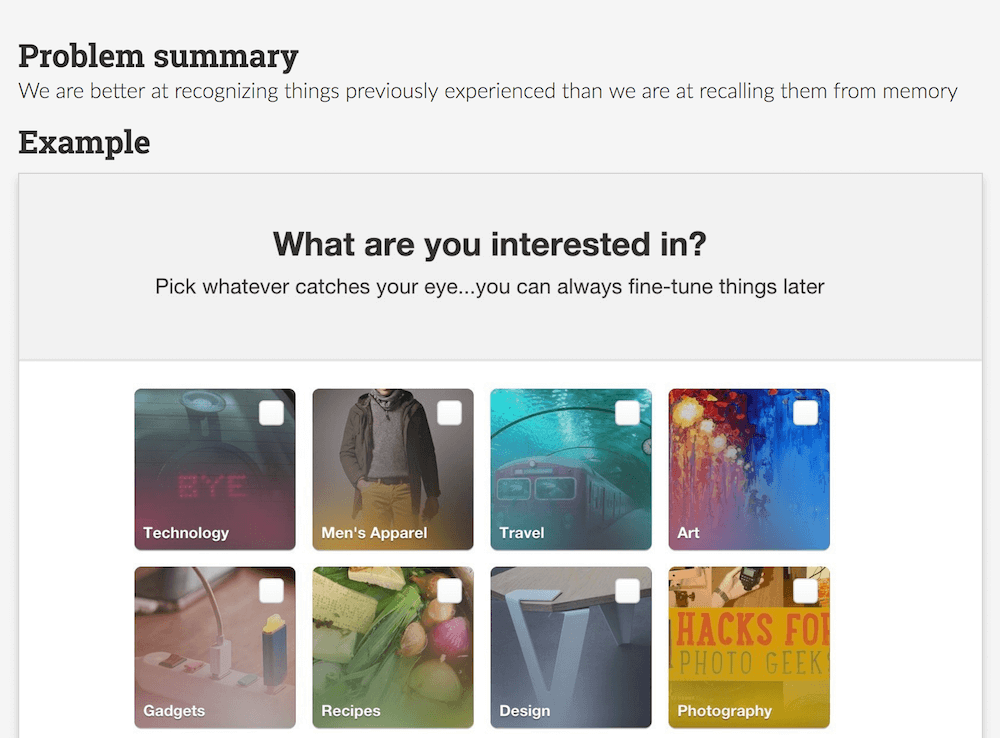 Problem summary
We are better at recognizing things previously experienced than we are at recalling them from memory
Example
What are you interested in?
Pick whatever catches your eye...you can always fine-tune things later
EYE
Technology
Men's Apparel
Travel
Art
HACKS FOR
PHOTO GEEKS
Gadgets
Recipes
Design
Photography